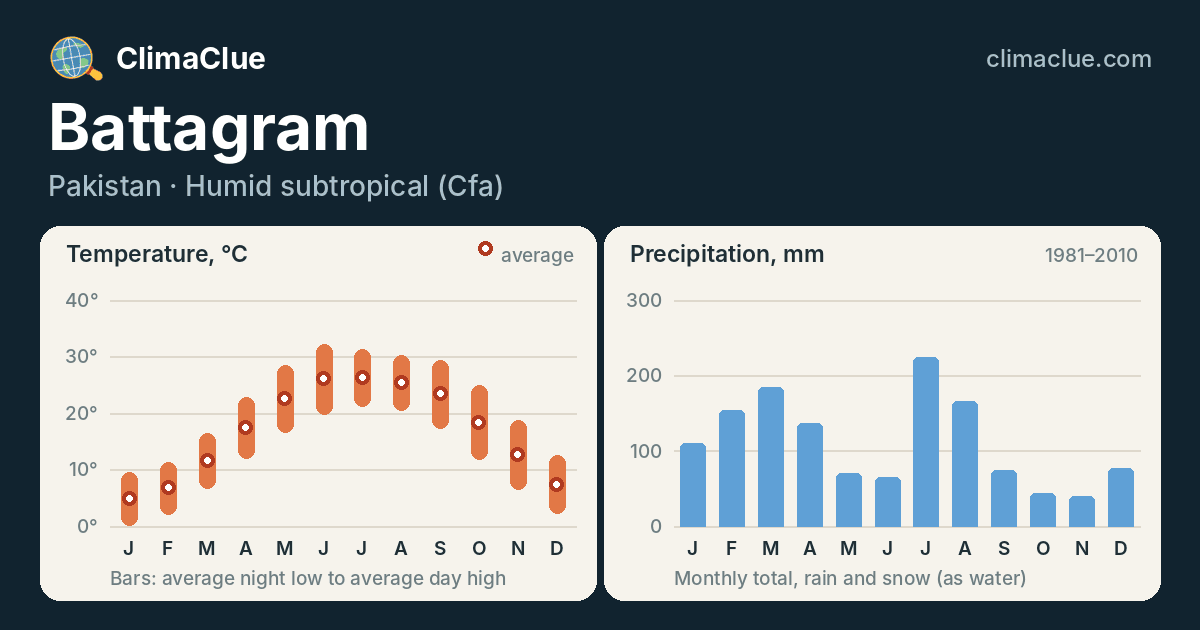 ClimaClue
climaclue.com
Battagram
Pakistan · Humid subtropical (Cfa)
Temperature, °C
average
40°
30°
20°
10°
0°
J F M A M J J A S O N D
Bars: average night low to average day high
Precipitation, mm
1981–2010
300
200
100
0
J F M A M J J A S O N D
Monthly total, rain and snow (as water)